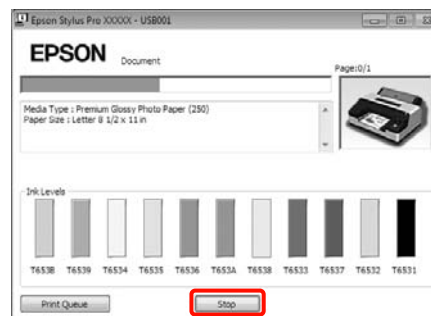 Epson Stylus Pro XXXXX - USB001
EPSON
Document
Page:0/1
Media Type : Premium Glossy Photo Paper (250)
Paper Size : Letter 8 1/2 x 11 in
Ink Levels
T653B T6539 T6534 T6535 T6536 T653A T6538 T6533 T6537 T6532 T6531
Print Queue Stop